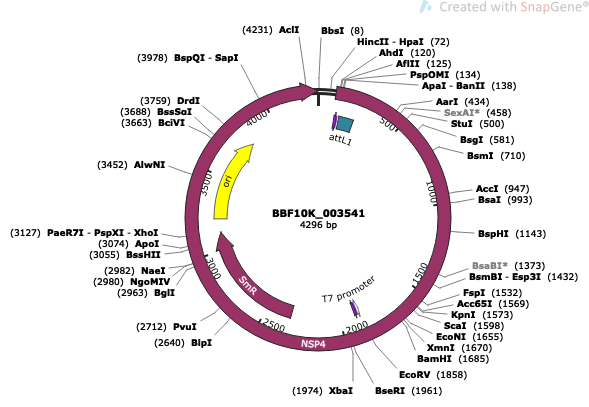 Created with SnapGene®
(4231) AclI
BbsI (8)
HincII - HpaI (72)
AhdI (120)
AflII (125)
PspOMI (134)
ApaI - BanII (138)
(3978) BspQI - SapI
AarI (434)
SexAI* (458)
StuI (500)
BsgI (581)
BsmI (710)
(3759) DrdI
(3688) BssSαI
(3663) BciVI
(3452) AlwNI
AccI (947)
BsaI (993)
BspHI (1143)
(3127) PaeR7I - PspXI - XhoI
(3074) ApoI
(3055) BssHII
(2982) NaeI
(2980) NgoMIV
(2963) BglI
BsaBI* (1373)
BsmBI - Esp3I (1432)
FspI (1532)
Acc65I (1569)
KpnI (1573)
ScaI (1598)
EcoNI (1655)
XmnI (1670)
BamHI (1685)
(2712) PvuI
(2640) BlpI
EcoRV (1858)
(1974) XbaI
BseRI (1961)
4000
500
attL1
ori
3500
1000
BBF10K_003541
4296 bp
3000
SmR
T7 promoter
1500
2500
2000
NSP4